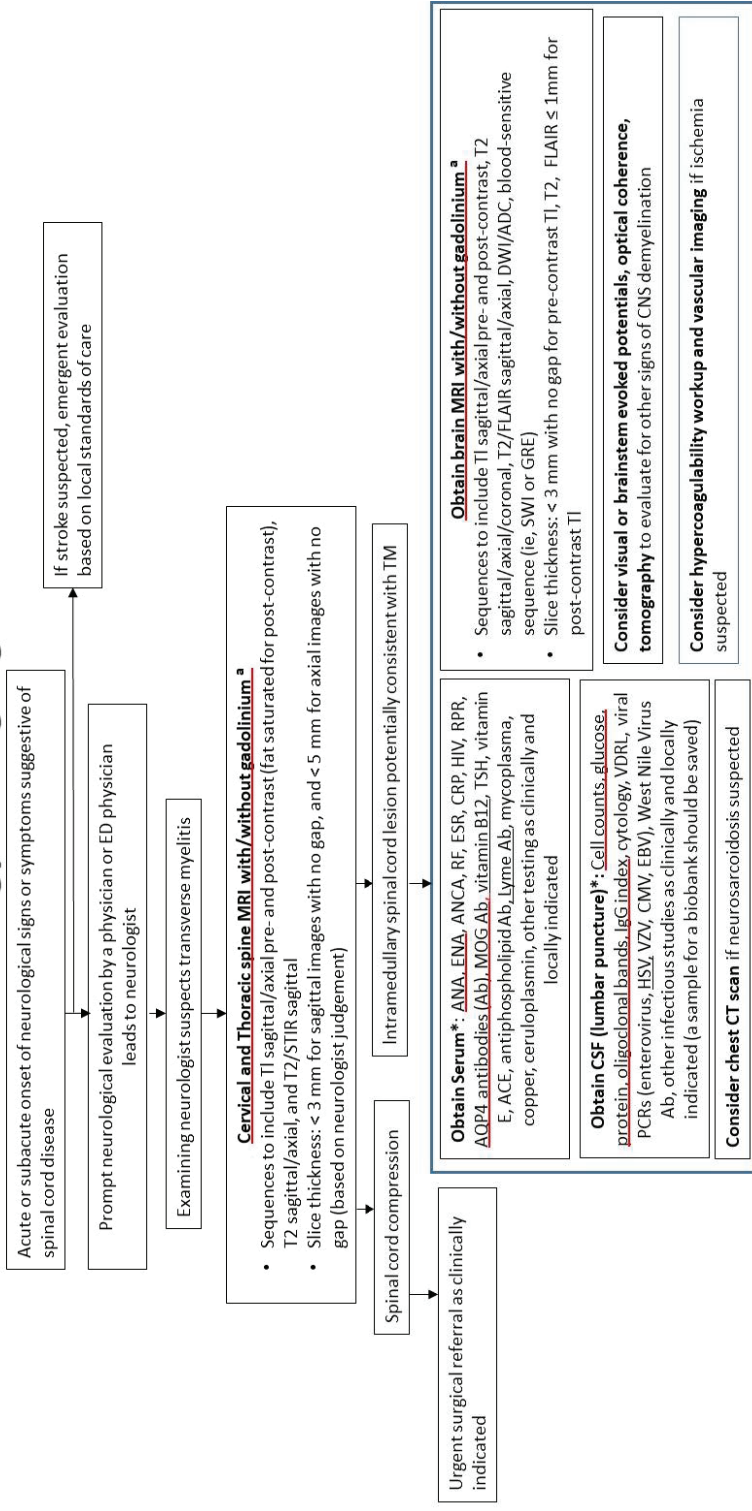 Acute or subacute onset of neurological signs or symptoms suggestive of
spinal cord disease
If stroke suspected, emergent evaluation
based on local standards of care
Prompt neurological evaluation by a physician or ED physician
leads to neurologist
Examining neurologist suspects transverse myelitis
Cervical and Thoracic spine MRI with/without gadolinium a
• Sequences to include Tl sagittal/axial pre- and post-contrast (fat saturated for post-contrast),
T2 sagittal/axial, and T2/STIR sagittal
• Slice thickness: < 3 mm for sagittal images with no gap, and < 5 mm for axial images with no
gap (based on neurologist judgement)
Spinal cord compression
Intramedullary spinal cord lesion potentially consistent with TM
Urgent surgical referral as clinically
indicated
Obtain Serum*: ANA, ENA, ANCA, RF, ESR, CRP, HIV, RPR,
AQP4 antibodies (Ab), MOG Ab, vitamin B12, TSH, vitamin
E, ACE, antiphospholipid Ab, Lyme Ab, mycoplasma,
copper, ceruloplasmin, other testing as clinically and
locally indicated
Obtain CSF (lumbar puncture)*: Cell counts, glucose,
protein, oligoclonal bands, IgG index, cytology, VDRL, viral
PCRs (enterovirus, HSV, VZV, CMV, EBV), West Nile Virus
Ab, other infectious studies as clinically and locally
indicated (a sample for a biobank should be saved)
Consider chest CT scan if neurosarcoidosis suspected
Obtain brain MRI with/without gadolinium a
• Sequences to include Tl sagittal/axial pre- and post-contrast, T2
sagittal/axial/coronal, T2/FLAIR sagittal/axial, DWI/ADC, blood-sensitive
sequence (ie, SWI or GRE)
• Slice thickness: < 3 mm with no gap for pre-contrast Tl, T2, FLAIR ≤ 1mm for
post-contrast Tl
Consider visual or brainstem evoked potentials, optical coherence,
tomography to evaluate for other signs of CNS demyelination
Consider hypercoagulability workup and vascular imaging if ischemia
suspected